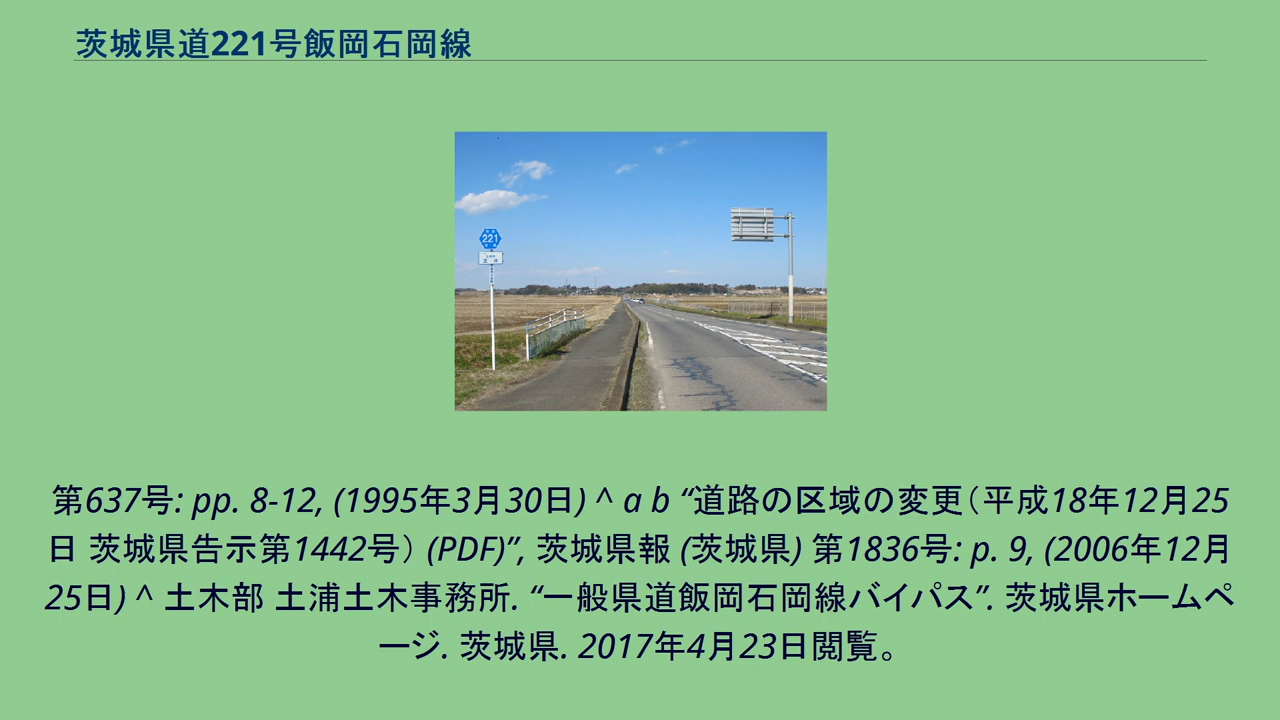 茨城県道221号飯岡石岡線
221
第637号: pp. 8-12, (1995年3月30日) ^ a b “道路の区域の変更（平成18年12月25
日 茨城県告示第1442号） (PDF)”, 茨城県報 (茨城県) 第1836号: p. 9, (2006年12月
25日) ^ 土木部 土浦土木事務所. “一般県道飯岡石岡線バイパス”. 茨城県ホームペ
ージ. 茨城県. 2017年4月23日閲覧。